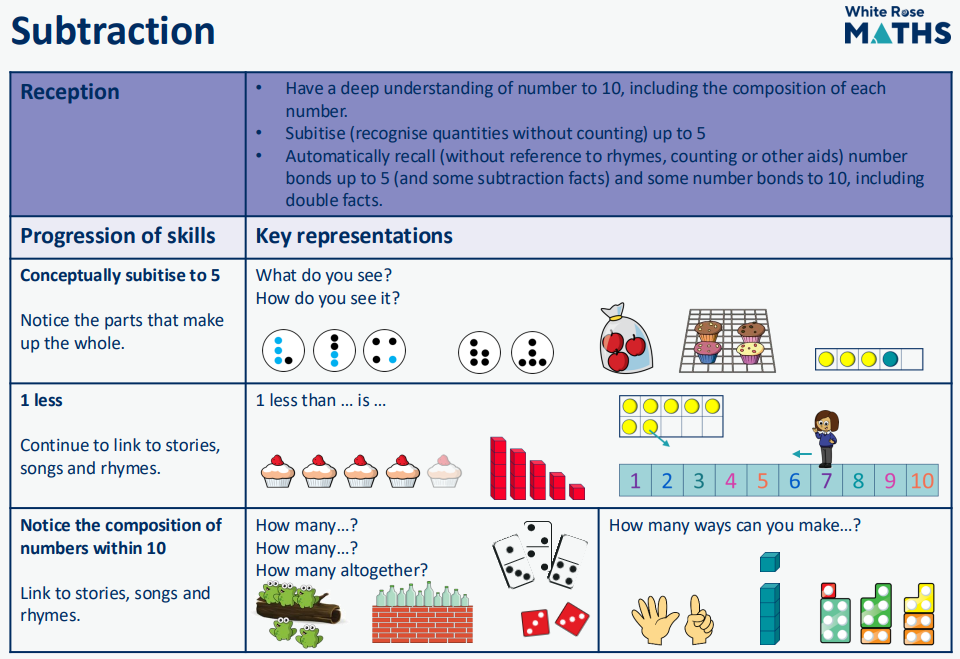 Subtraction
White Rose
MATHS
Reception
• Have a deep understanding of number to 10, including the composition of each
number.
• Subitise (recognise quantities without counting) up to 5
• Automatically recall (without reference to rhymes, counting or other aids) number
bonds up to 5 (and some subtraction facts) and some number bonds to 10, including
double facts.
Progression of skills
Key representations
Conceptually subitise to 5
Notice the parts that make
up the whole.
What do you see?
How do you see it?
1 less
Continue to link to stories,
songs and rhymes.
1 less than … is …
1 2 3 4 5 6 7 8 9 10
Notice the composition of
numbers within 10
Link to stories, songs and
rhymes.
How many…?
How many…?
How many altogether?
How many ways can you make…?